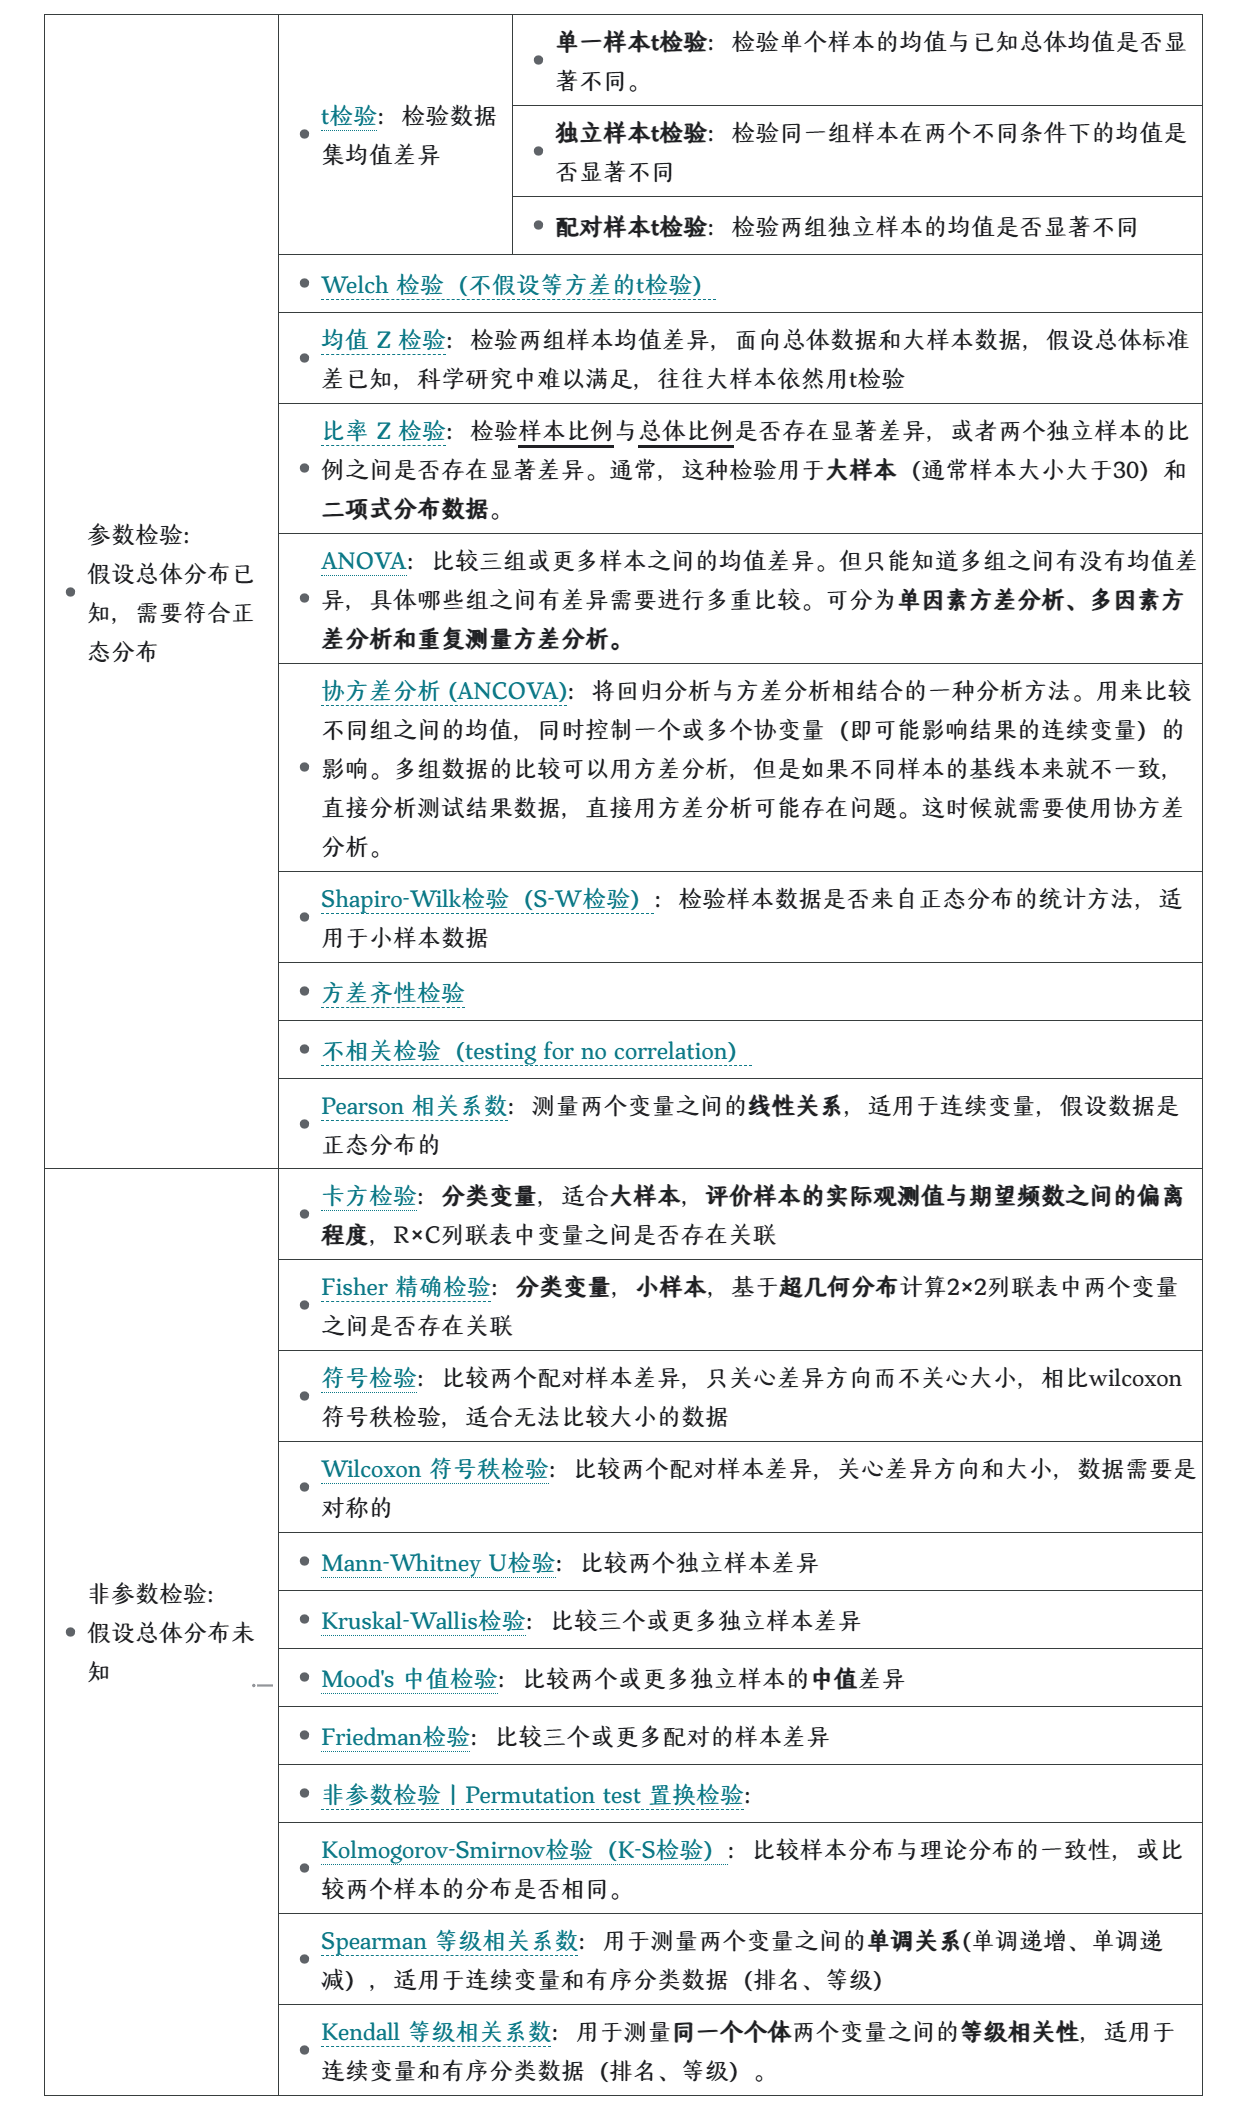 参数检验:
假设总体分布已
知，需要符合正
态分布
t检验：检验数据
集均值差异
单一样本t检验：检验单个样本的均值与已知总体均值是否显
著不同。
独立样本t检验：检验同一组样本在两个不同条件下的均值是
否显著不同
配对样本t检验：检验两组独立样本的均值是否显著不同
Welch 检验（不假设等方差的t检验）
均值 Z 检验：检验两组样本均值差异，面向总体数据和大样本数据，假设总体标准
差已知，科学研究中难以满足，往往大样本依然用t检验
比率 Z 检验：检验样本比例与总体比例是否存在显著差异，或者两个独立样本的比
例之间是否存在显著差异。通常，这种检验用于大样本（通常样本大小大于30）和
二项式分布数据。
ANOVA：比较三组或更多样本之间的均值差异。但只能知道多组之间有没有均值差
异，具体哪些组之间有差异需要进行多重比较。可分为单因素方差分析、多因素方
差分析和重复测量方差分析。
协方差分析 (ANCOVA)：将回归分析与方差分析相结合的一种分析方法。用来比较
不同组之间的均值，同时控制一个或多个协变量（即可能影响结果的连续变量）的
影响。多组数据的比较可以用方差分析，但是如果不同样本的基线本来就不一致，
直接分析测试结果数据，直接用方差分析可能存在问题。这时候就需要使用协方差
分析。
Shapiro-Wilk检验（S-W检验）：检验样本数据是否来自正态分布的统计方法，适
用于小样本数据
方差齐性检验
不相关检验（testing for no correlation）
Pearson 相关系数：测量两个变量之间的线性关系，适用于连续变量，假设数据是
正态分布的
非参数检验:
假设总体分布未
知
卡方检验：分类变量，适合大样本，评价样本的实际观测值与期望频数之间的偏离
程度，R×C列联表中变量之间是否存在关联
Fisher 精确检验：分类变量，小样本，基于超几何分布计算2×2列联表中两个变量
之间是否存在关联
符号检验：比较两个配对样本差异，只关心差异方向而不关心大小，相比wilcoxon
符号秩检验，适合无法比较大小的数据
Wilcoxon 符号秩检验：比较两个配对样本差异，关心差异方向和大小，数据需要是
对称的
Mann-Whitney U检验：比较两个独立样本差异
Kruskal-Wallis检验：比较三个或更多独立样本差异
Mood's 中值检验：比较两个或更多独立样本的中值差异
Friedman检验：比较三个或更多配对的样本差异
非参数检验丨Permutation test 置换检验:
Kolmogorov-Smirnov检验（K-S检验）：比较样本分布与理论分布的一致性，或比
较两个样本的分布是否相同。
Spearman 等级相关系数：用于测量两个变量之间的单调关系(单调递增、单调递
减），适用于连续变量和有序分类数据（排名、等级）
Kendall 等级相关系数：用于测量同一个个体两个变量之间的等级相关性，适用于
连续变量和有序分类数据（排名、等级）。